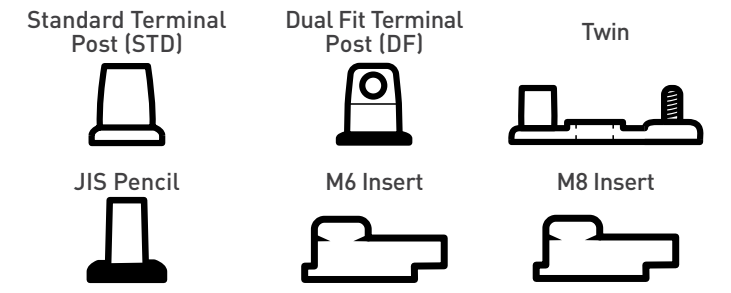 Standard Terminal
Post (STD)
Dual Fit Terminal
Post (DF)
Twin
JIS Pencil
M6 Insert
M8 Insert